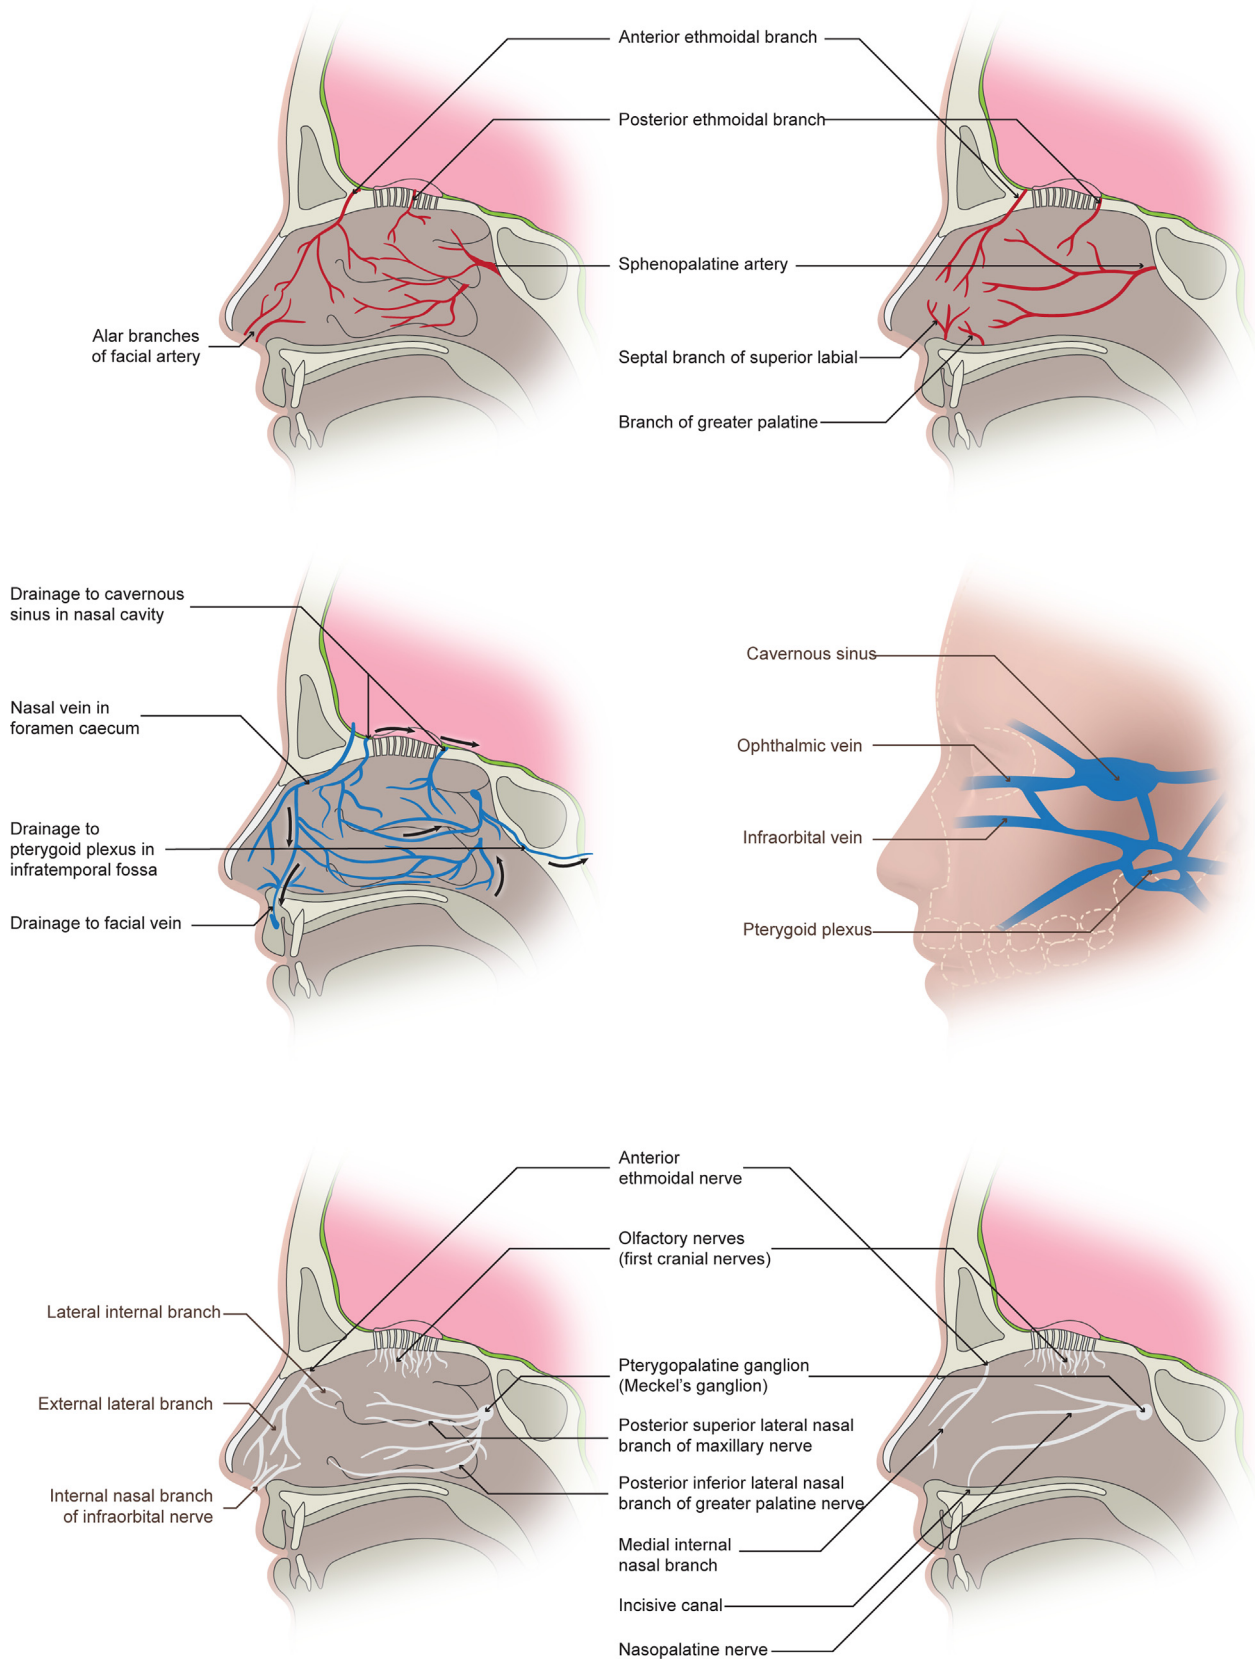 Anterior ethmoidal branch
Posterior ethmoidal branch
Sphenopalatine artery
Alar branches
of facial artery
Septal branch of superior labial
Branch of greater palatine
Drainage to cavernous
sinus in nasal cavity
Nasal vein in
foramen caecum
Drainage to
pterygoid plexus in
infratemporal fossa
Drainage to facial vein
Cavernous sinus
Ophthalmic vein
Infraorbital vein
Pterygoid plexus
Anterior
ethmoidal nerve
Olfactory nerves
(first cranial nerves)
Lateral internal branch
External lateral branch
Internal nasal branch
of infraorbital nerve
Pterygopalatine ganglion
(Meckel's ganglion)
Posterior superior lateral nasal
branch of maxillary nerve
Posterior inferior lateral nasal
branch of greater palatine nerve
Medial internal
nasal branch
Incisive canal
Nasopalatine nerve